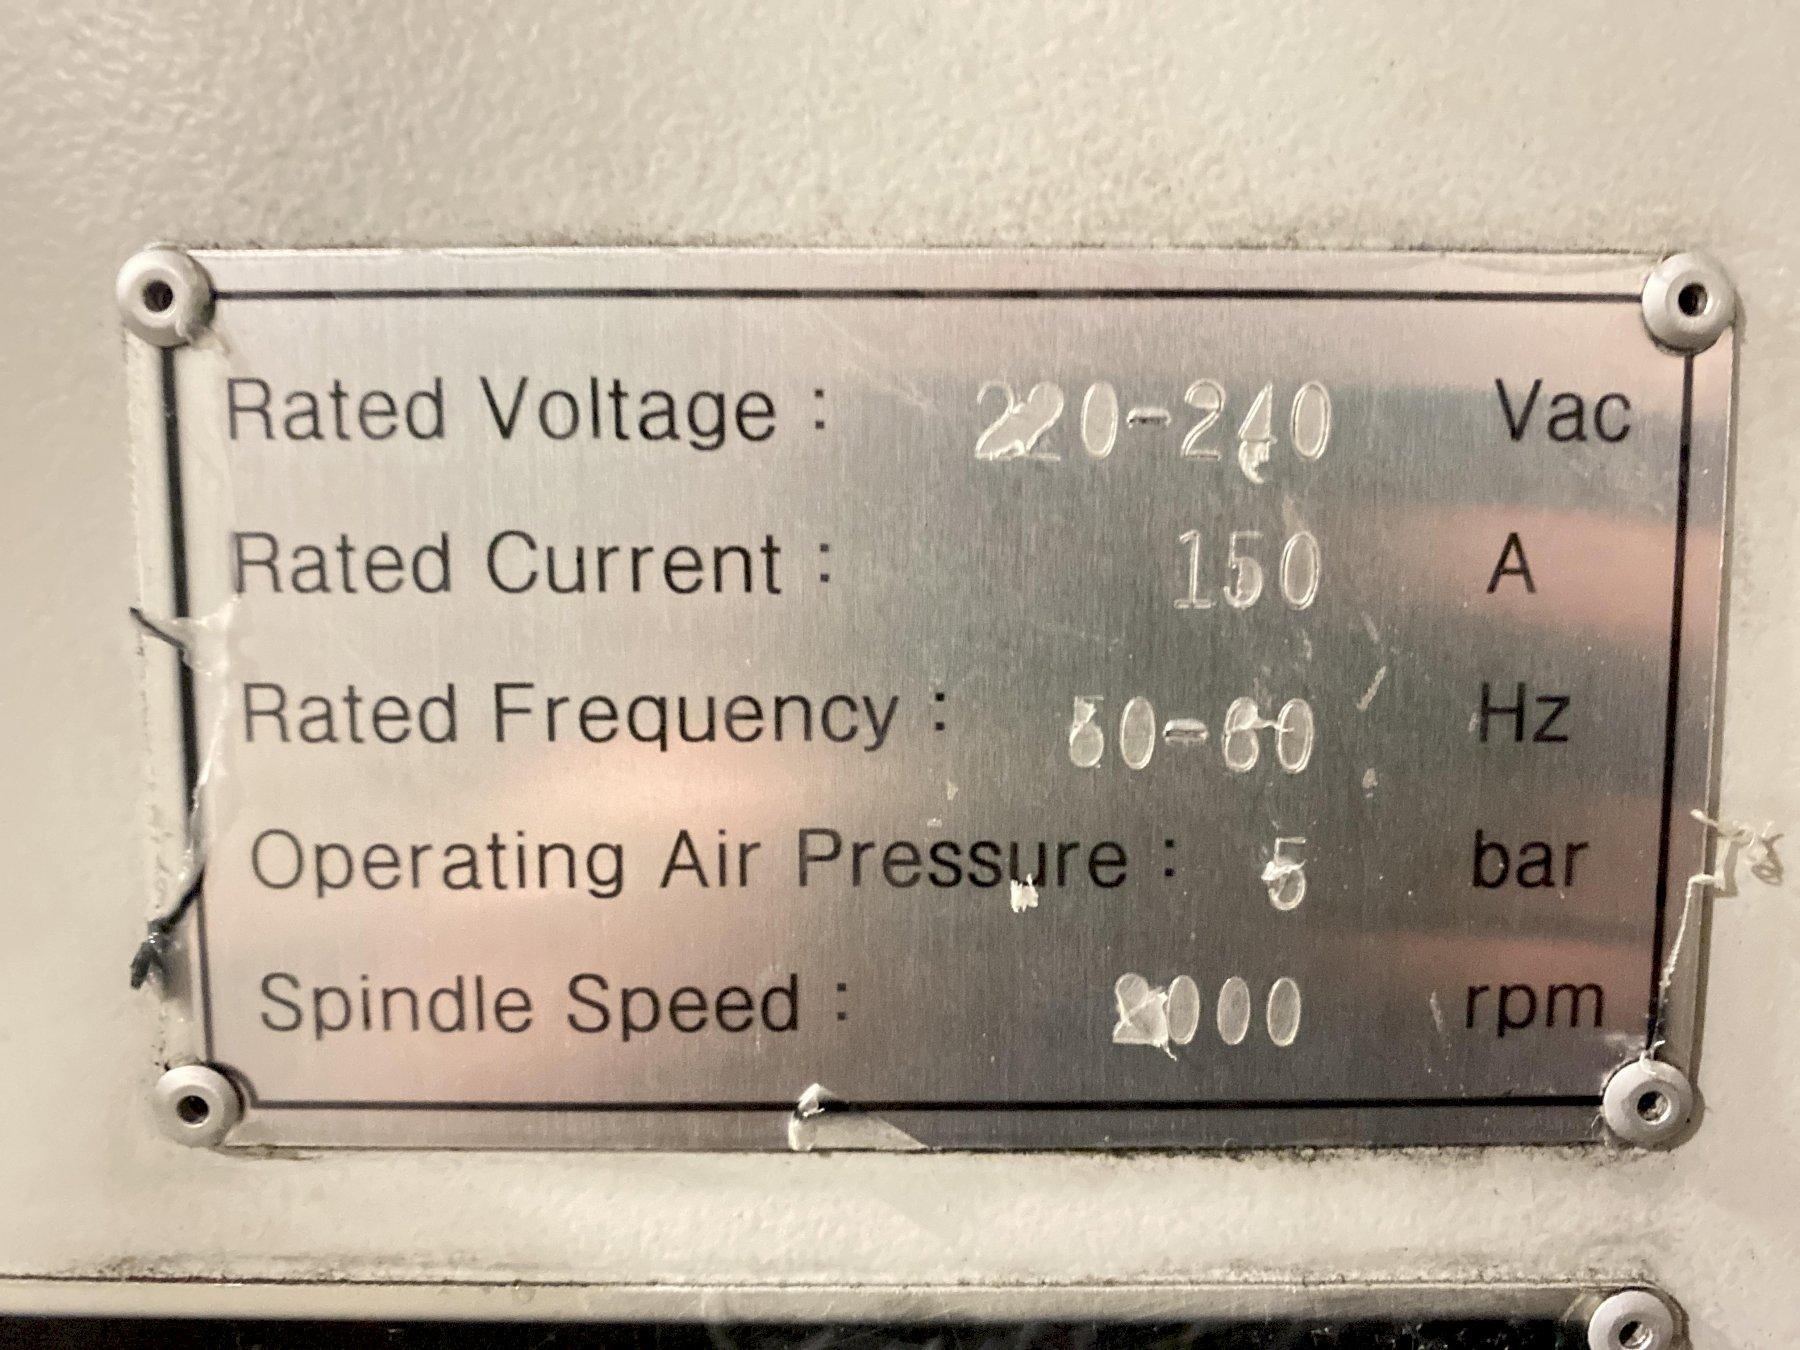 Rated Voltage : 220-240 Vac
Rated Current : 150 A
Rated Frequency : 50-60 Hz
Operating Air Pressure : 5 bar
Spindle Speed : rpm